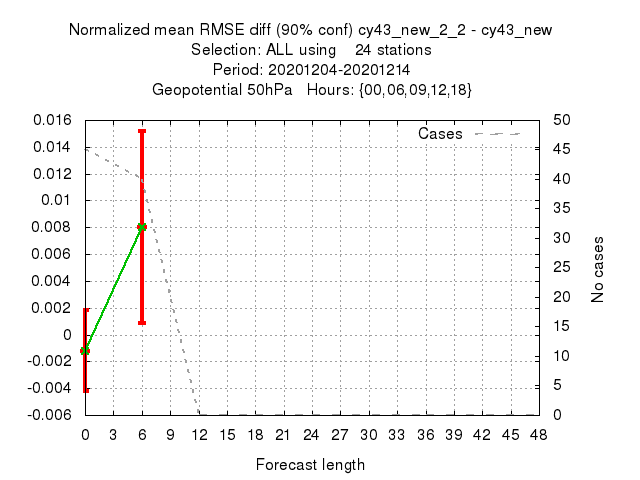 Normalized mean RMSE diff (90% conf) cy43_new_2_2 - cy43_new
Selection: ALL using    24 stations
Period: 20201204-20201214
Geopotential 50hPa   Hours: {00,06,09,12,18}
Cases
0.016
0.014
0.012
0.01
0.008
0.006
0.004
0.002
0
-0.002
-0.004
-0.006
50
45
40
35
30
25
20
15
10
5
0
No cases
0 3 6 9 12 15 18 21 24 27 30 33 36 39 42 45 48
Forecast length